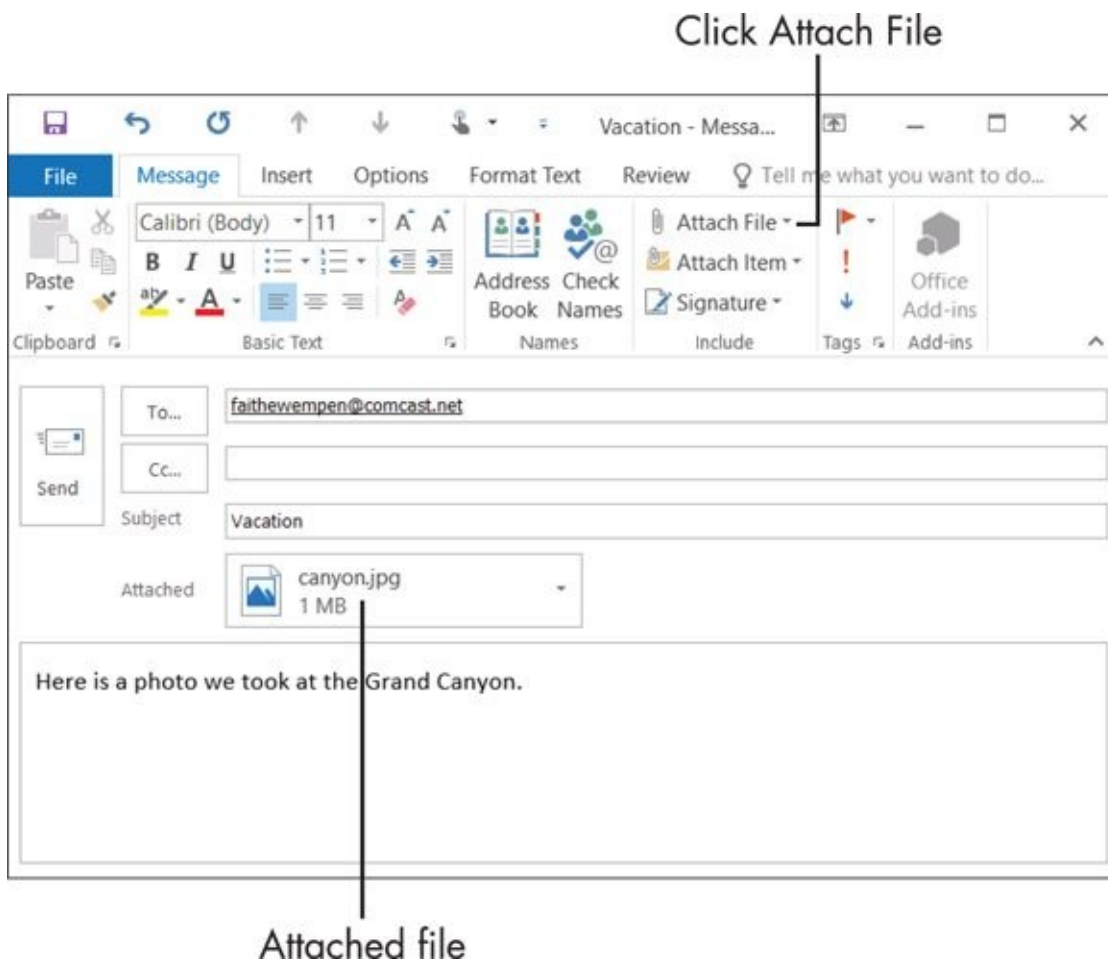 Click Attach File
Vacation - Messa...
File Message Insert Options Format Text Review Tell me what you want to do...
Calibri (Body) 11 A A Attach File
B I U Attach Item
Paste Address Check Office
aby A Book Names Signature Add-ins
Clipboard Basic Text Names Include Tags Add-ins
To... faithewempen@comcast.net
Cc...
Send
Subject Vacation
Attached canyon.jpg
1 MB
Here is a photo we took at the Grand Canyon.
Attached file